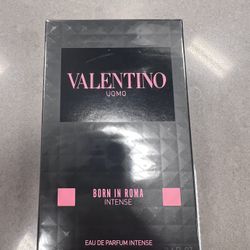 VALENTINO
UOMO
BORN IN ROMA
INTENSE
EAU DE PARFUM INTENSE